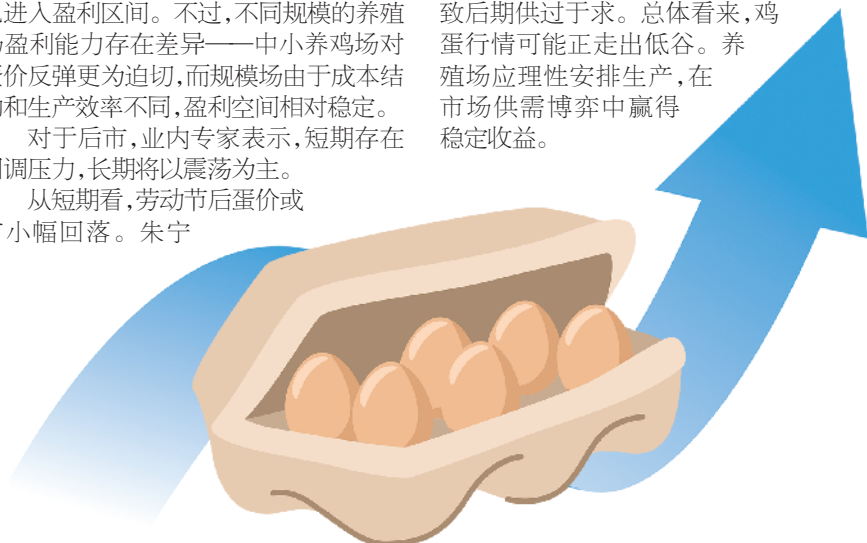 进入盈利区间。不过,不同规模的养殖
盈利能力存在差异——中小养鸡场对
价反弹更为迫切,而规模场由于成本结
和生产效率不同,盈利空间相对稳定。
对于后市,业内专家表示,短期存在
调压力,长期将以震荡为主。
从短期看,劳动节后蛋价或
小幅回落。朱宁
致后期供过于求。总体看来,鸡
蛋行情可能正走出低谷。养
殖场应理性安排生产,在
市场供需博弈中赢得
稳定收益。